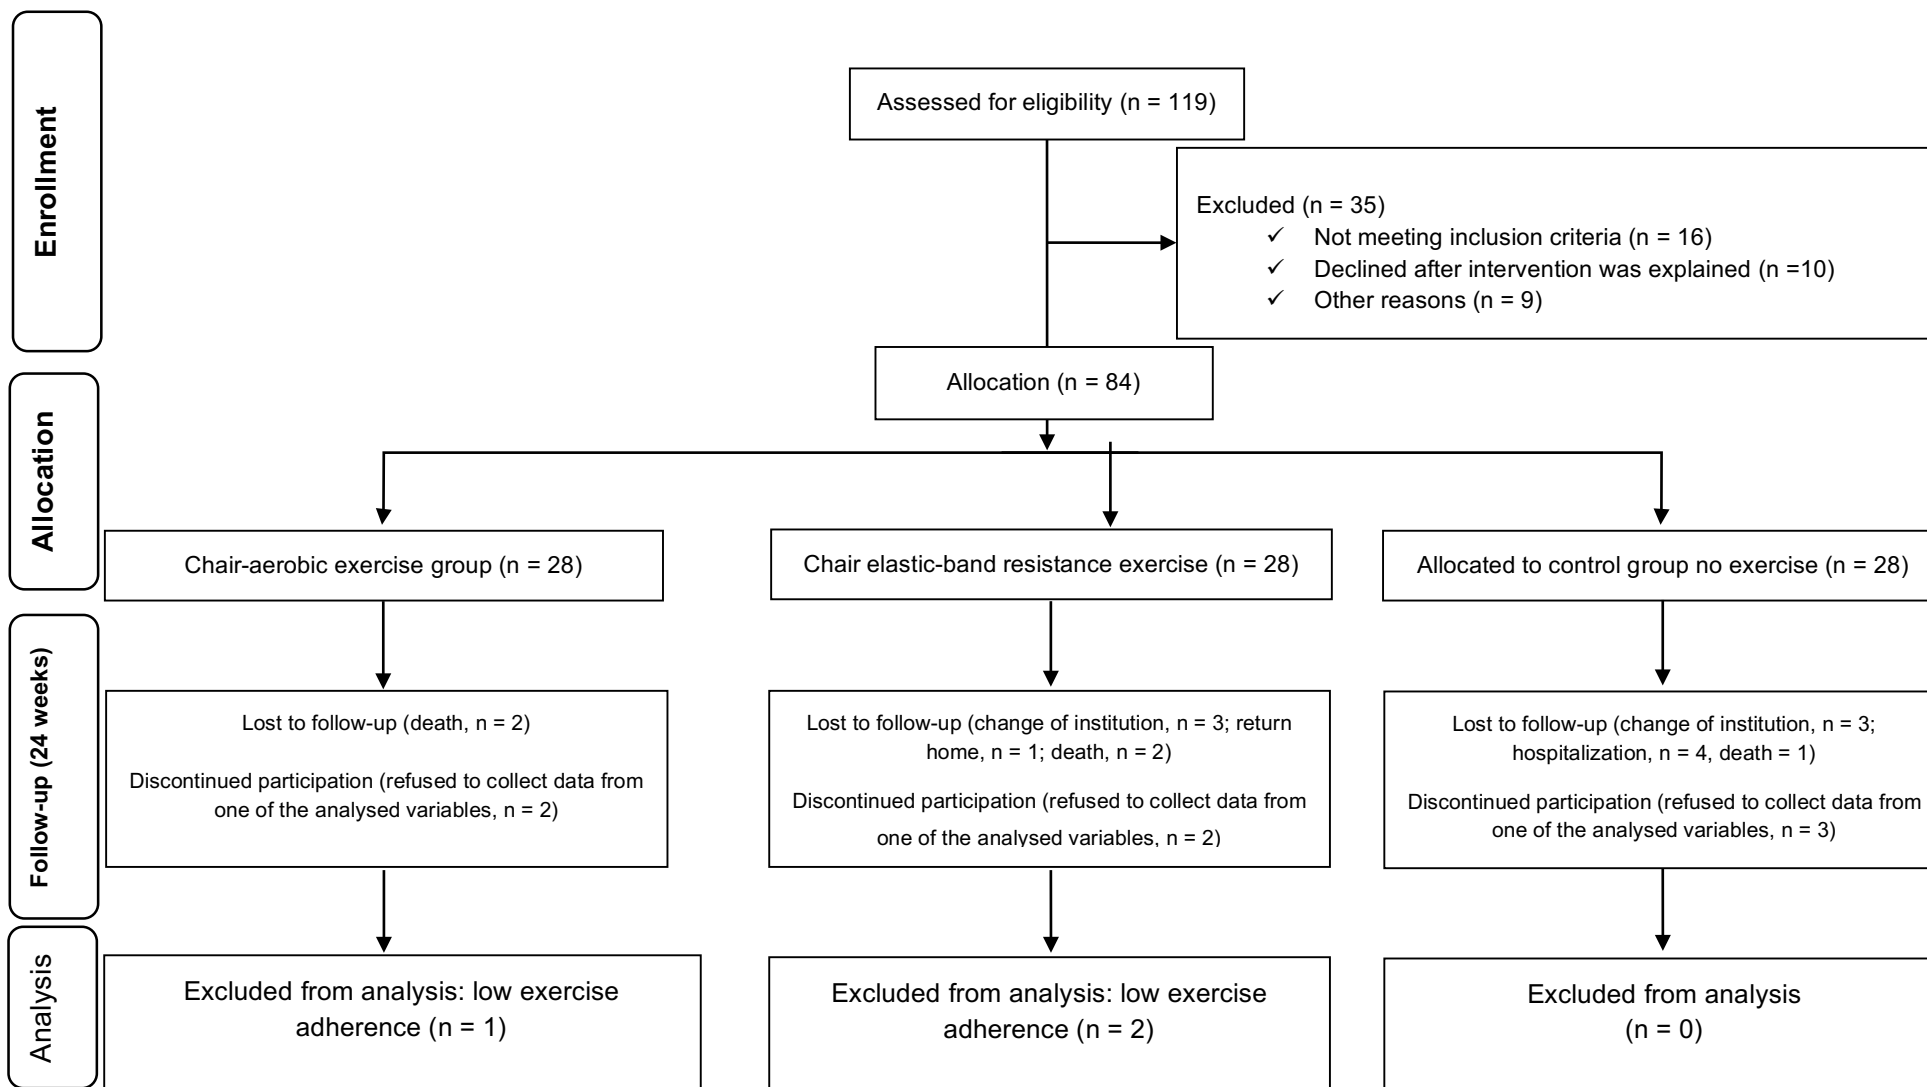 Enrollment
Assessed for eligibility (n = 119)
Excluded (n = 35)
✓ Not meeting inclusion criteria (n = 16)
✓ Declined after intervention was explained (n =10)
✓ Other reasons (n = 9)
Allocation (n = 84)
Allocation
Chair-aerobic exercise group (n = 28)
Chair elastic-band resistance exercise (n = 28)
Allocated to control group no exercise (n = 28)
Follow-up (24 weeks)
Lost to follow-up (death, n = 2)
Discontinued participation (refused to collect data from
one of the analysed variables, n = 2)
Lost to follow-up (change of institution, n = 3; return
home, n = 1; death, n = 2)
Discontinued participation (refused to collect data from
one of the analysed variables, n = 2)
Lost to follow-up (change of institution, n = 3;
hospitalization, n = 4, death = 1)
Discontinued participation (refused to collect data from
one of the analysed variables, n = 3)
Analysis
Excluded from analysis: low exercise
adherence (n = 1)
Excluded from analysis: low exercise
adherence (n = 2)
Excluded from analysis
(n = 0)